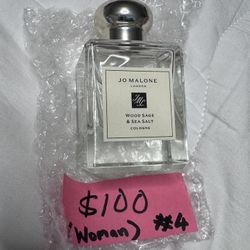 JO MALONE
LONDON
WOOD SAGE
& SEA SALT
COLOGNE
$100
(Woman) #4